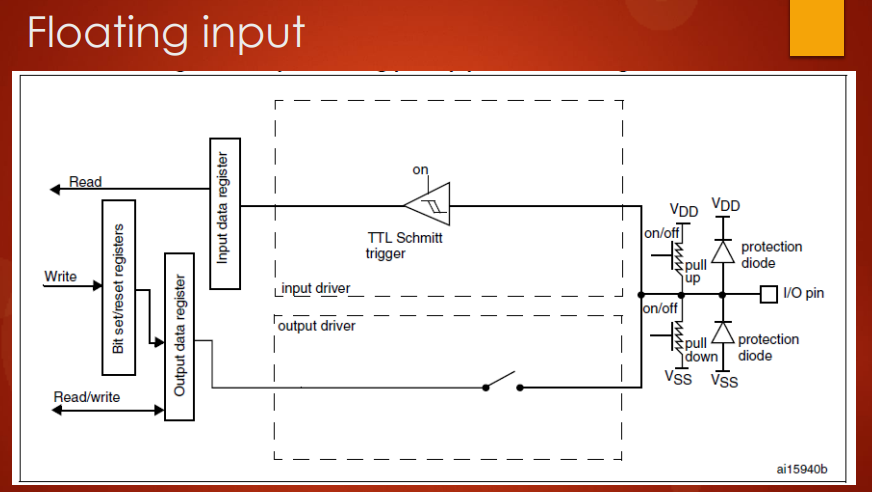 Floating input
Read
Input data register
on
TTL Schmitt
trigger
input driver
Write
Bit set/reset registers
Output data register
Read/write
output driver
VDD
VDD
on/off
pull
up
protection
diode
I/O pin
on/off
pull
down
protection
diode
VSS
VSS
ai15940b